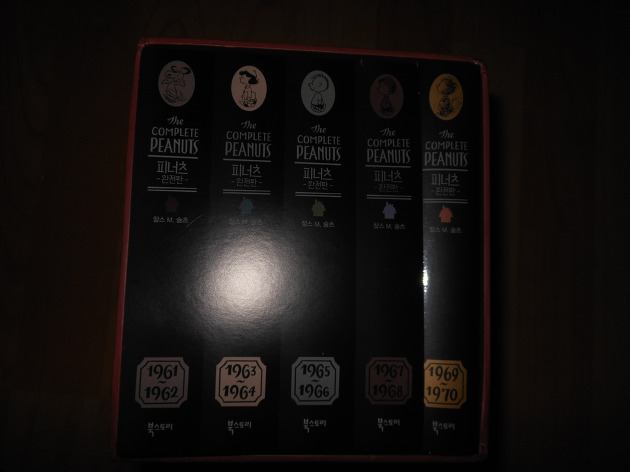 The
COMPLETE
PEANUTS
피너츠
- 완전판 -
찰스 M. 슐츠
1961
~
1962
북스토리
The
COMPLETE
PEANUTS
피너츠
- 완전판 -
찰스 M. 슐츠
1963
~
1964
북스토리
The
COMPLETE
PEANUTS
피너츠
- 완전판 -
찰스 M. 슐츠
1965
~
1966
북스토리
The
COMPLETE
PEANUTS
피너츠
- 완전판 -
찰스 M. 슐츠
1967
~
1968
북스토리
The
COMPLETE
PEANUTS
피너츠
- 완전판 -
찰스 M. 슐츠
1969
~
1970
북스토리